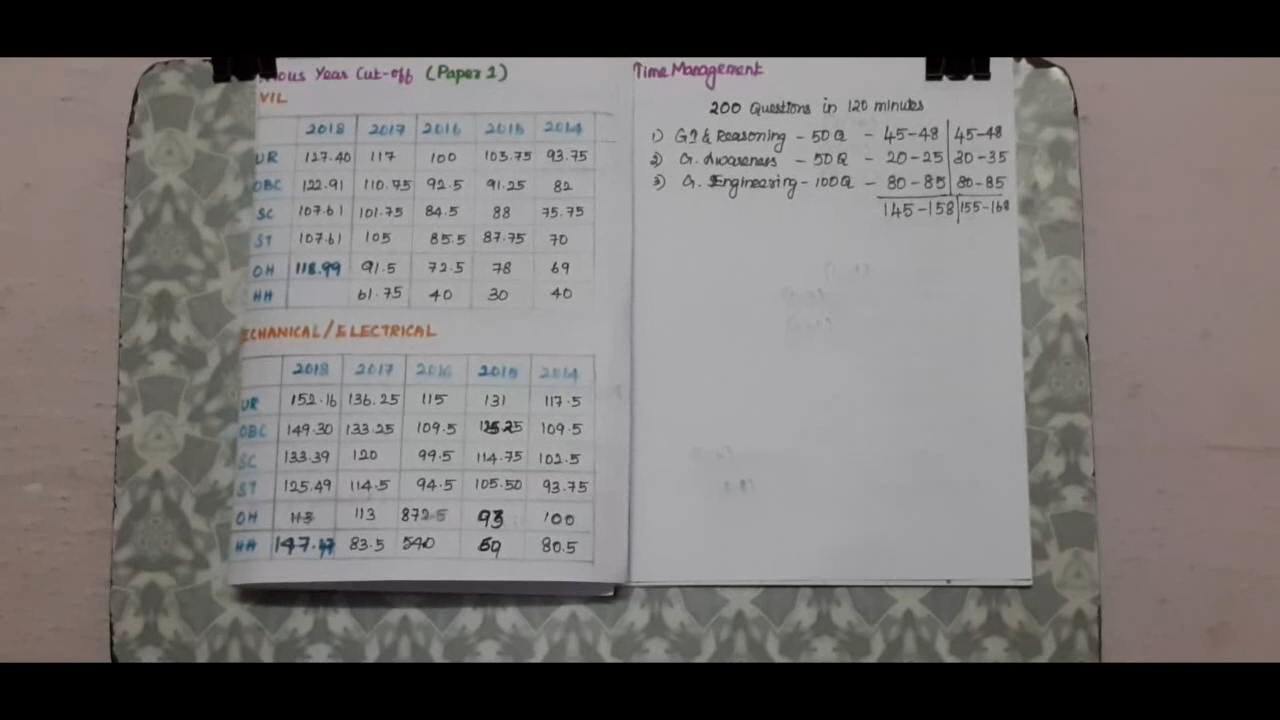 ious Year Cut-off (Paper 1)
VIL
2018 2017 2016 2015 2014
UR 127.40 117 100 103.75 93.75
OBC 122.91 110.75 92.5 91.25 82
SC 107.61 101.75 84.5 88 75.75
ST 107.61 105 85.5 87.75 70
OH 118.99 91.5 72.5 78 69
HH 61.75 40 30 40
ECHANICAL/ELECTRICAL
2018 2017 2016 2015 2014
UR 152.16 136.25 115 131 117.5
OBC 149.30 133.25 109.5 109.5
SC 133.39 120 99.5 114.75 102.5
ST 125.49 114.5 94.5 105.50 93.75
OH 113 113 93 100
HH 83.5 80.5
Time Management
200 Questions in 120 minutes
1) GI & Reasoning - 50Q - 45-48 45-48
2) G. Awareness - 50Q - 20-25 30-35
3) G. Engineering - 100Q - 80-85 80-85
145-158 155-168